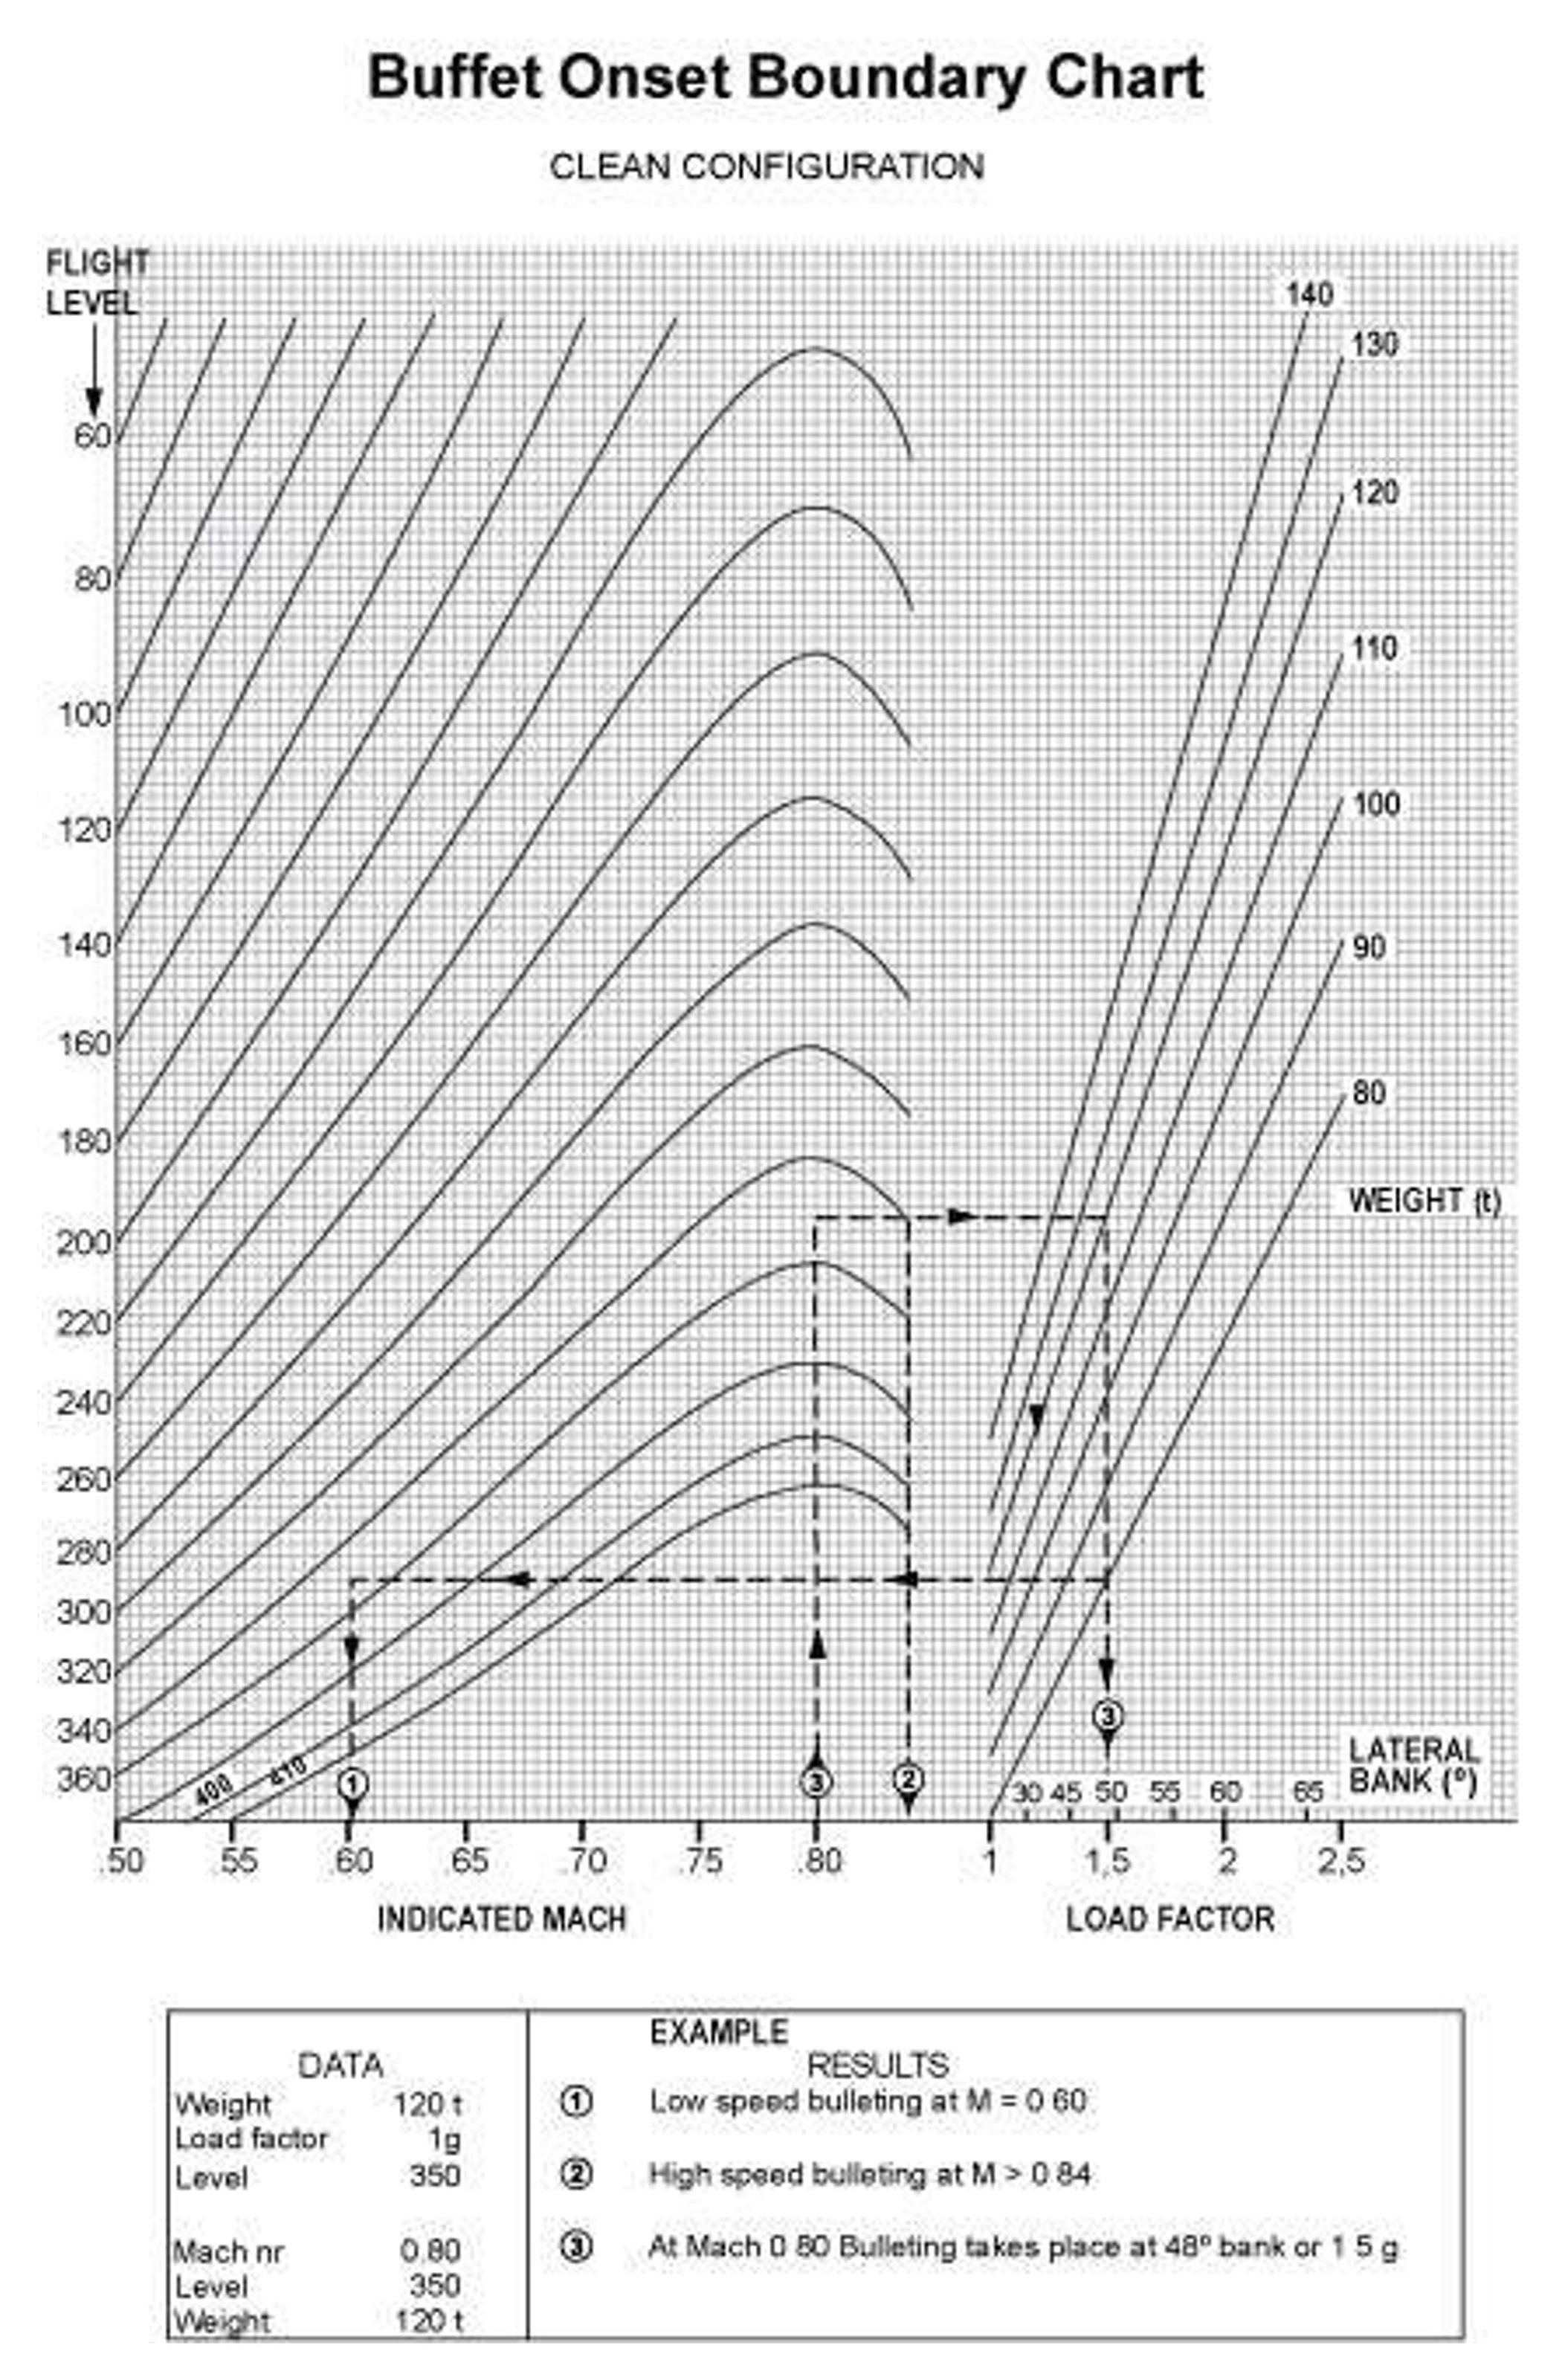 Buffet Onset Boundary Chart
CLEAN CONFIGURATION
FLIGHT
LEVEL
140
130
60
120
80
110
100
100
120
90
140
160
80
180
WEIGHT (t)
200
220
240
260
280
300
320
3
340
LATERAL
BANK (º)
360
400
410
1
3
2
30 45 50 55 60 65
.50 .55 .60 .65 .70 .75 .80 1 1,5 2 2,5
INDICATED MACH LOAD FACTOR
EXAMPLE
DATA RESULTS
Weight 120 t
1 Low speed bulleting at M = 0 60
Load factor 1g
Level 350
2 High speed bulleting at M > 0 84
Mach nr 0.80
3 At Mach 0 80 Bulleting takes place at 48º bank or 1 5 g
Level 350
Weight 120 t